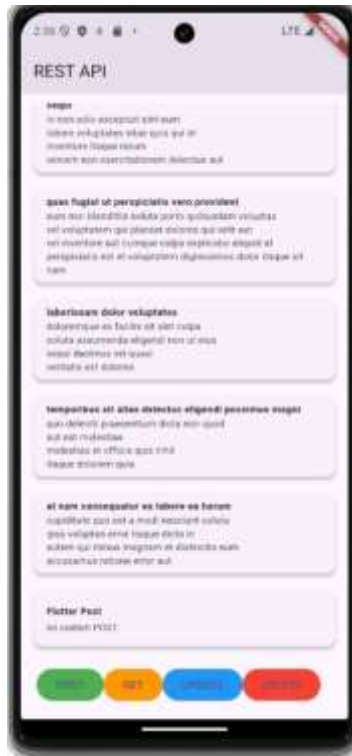 2:38
LTE
REST API
in non odio excepturi sint eum
labore voluptates vitae quia qui et
inventore itaque rerum
veniam non exercitationem delectus aut
quas fugiat ut perspiciatis vero provident
eum non blanditiis soluta porro quibusdam voluptas
vel voluptatem qui placeat dolores qui velit aut
vel inventore aut cumque culpa explicabo aliquid at
perspiciatis est et voluptatem dignissimos dolor itaque sit
nam
laboriosam dolor voluptates
doloremque ex facilis sit sint culpa
soluta assumenda eligendi non ut eius
sequi ducimus vel quasi
veritatis est dolores
temporibus sit alias delectus eligendi possimus magni
quo deleniti praesentium dicta non quod
aut est molestias
molestias et officia quis nihil
itaque dolorem quia
at nam consequatur ea labore ea harum
cupiditate quo est a modi nesciunt soluta
ipsa voluptas error itaque dicta in
autem qui minus magnam et distinctio eum
accusamus ratione error aut
Flutter Post
POST
POST
GET
UPDATE
DELETE